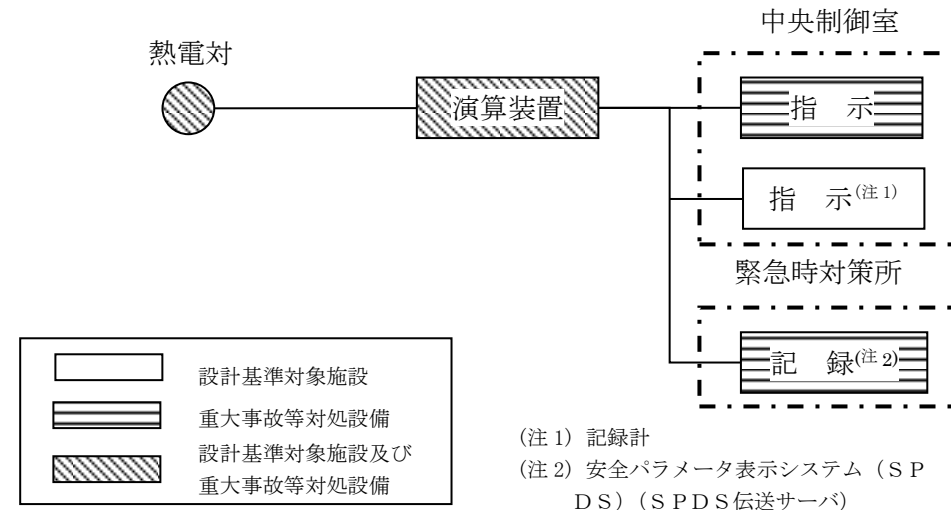 中央制御室
熱電対
演算装置
指 示
指 示(注1)
緊急時対策所
記 録(注2)
設計基準対象施設
重大事故等対処設備
設計基準対象施設及び
重大事故等対処設備
(注1) 記録計
(注2) 安全パラメータ表示システム（ＳＰ
ＤＳ）（ＳＰＤＳ伝送サーバ）